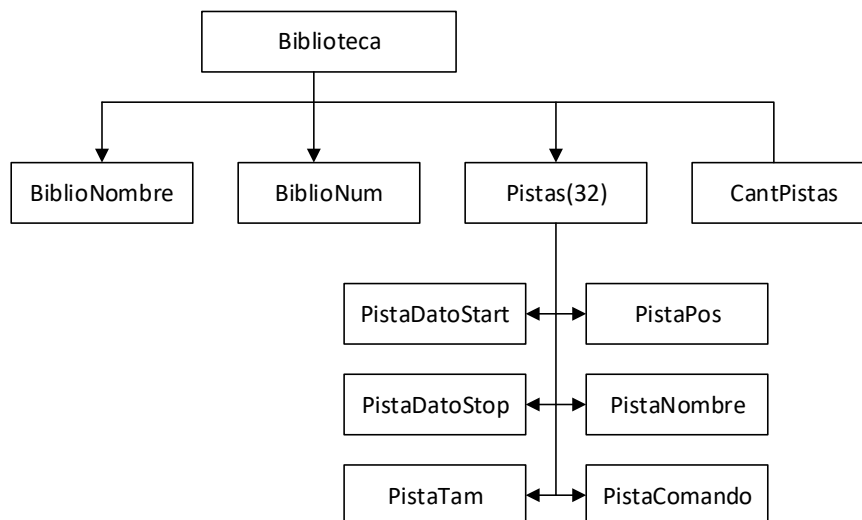 Biblioteca
BiblioNombre
BiblioNum
Pistas(32)
CantPistas
PistaDatoStart
PistaPos
PistaDatoStop
PistaNombre
PistaTam
PistaComando